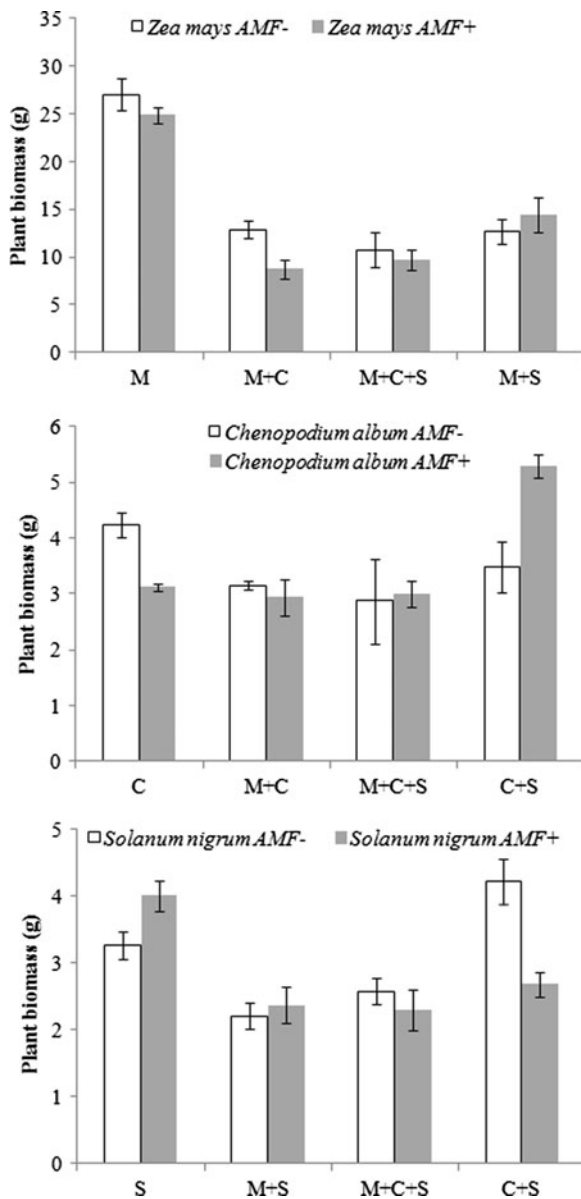 Zea mays AMF- Zea mays AMF+
35
30
25
20
15
10
5
0
Plant biomass (g)
M M+C M+C+S M+S
Chenopodium album AMF-
Chenopodium album AMF+
6
5
4
3
2
1
0
Plant biomass (g)
C M+C M+C+S C+S
Solanum nigrum AMF- Solanum nigrum AMF+
5
4
3
2
1
0
Plant biomass (g)
S M+S M+C+S C+S